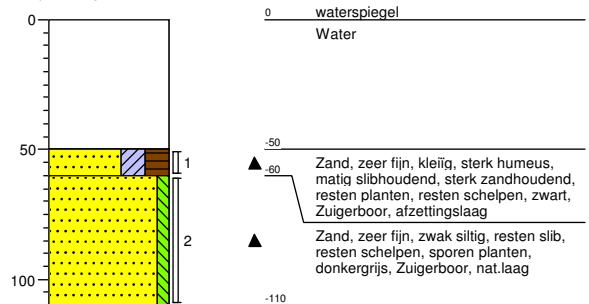 0
0
waterspiegel
Water
50
-50
1
-60
Zand, zeer fijn, kleiïg, sterk humeus,
matig slibhoudend, sterk zandhoudend,
resten planten, resten schelpen, zwart,
Zuigerboor, afzettingslaag
2
Zand, zeer fijn, zwak siltig, resten slib,
resten schelpen, sporen planten,
donkergrijs, Zuigerboor, nat.laag
100
-110